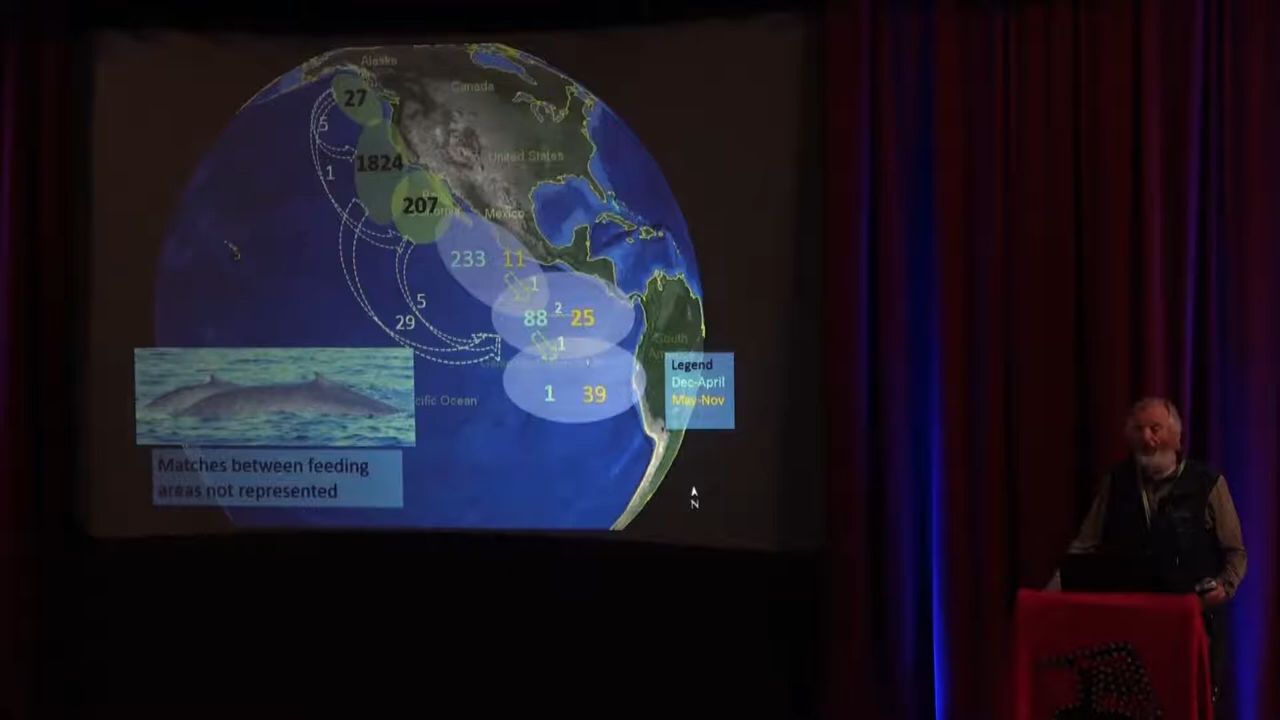 Alaska
Canada
27
5
1824
United States
1
207
Mexico
233 11
1
5
2
88 25
29
1
South
Legend
Dec-April
May-Nov
1 39
cific Ocean
Matches between feeding
areas not represented
N